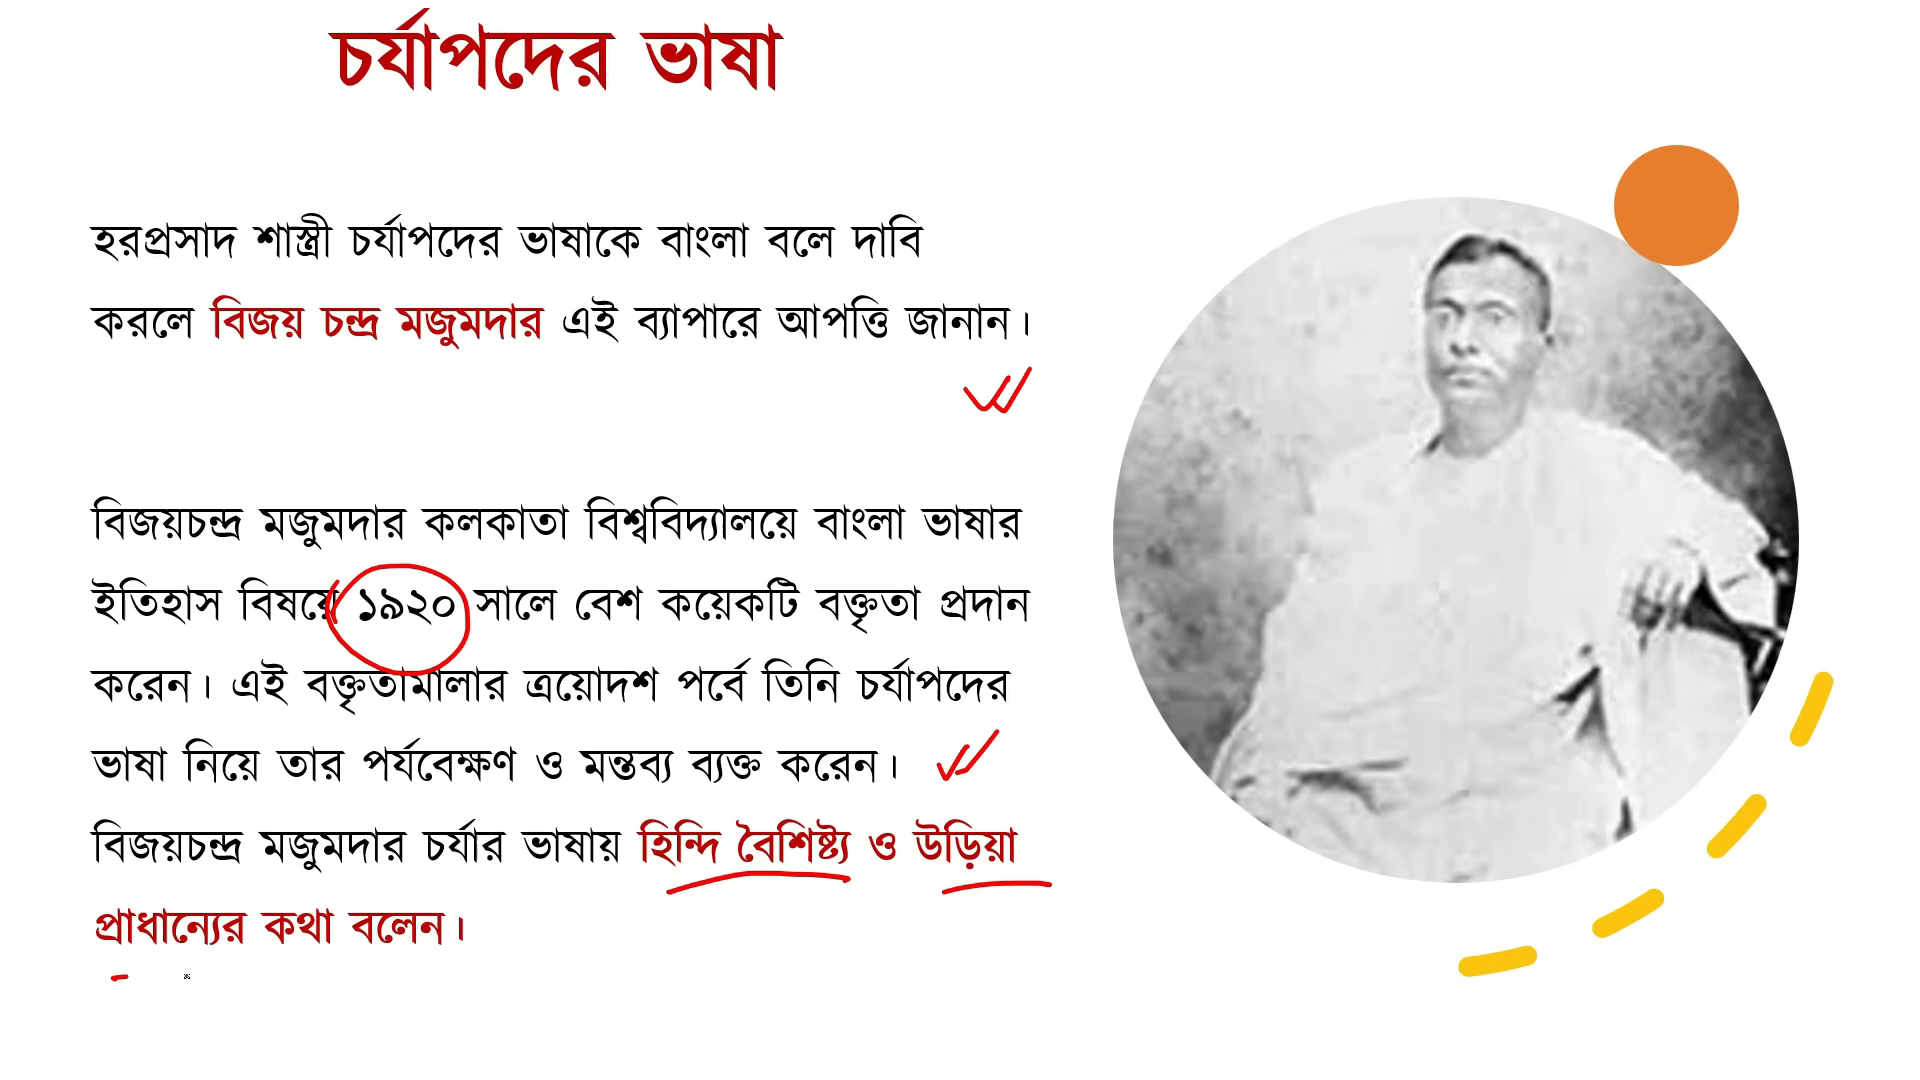 চর্যাপদের ভাষা
হরপ্রসাদ শাস্ত্রী চর্যাপদের ভাষাকে বাংলা বলে দাবি
করলে বিজয় চন্দ্র মজুমদার এই ব্যাপারে আপত্তি জানান।
বিজয়চন্দ্র মজুমদার কলকাতা বিশ্ববিদ্যালয়ে বাংলা ভাষার
ইতিহাস বিষয়ে ১৯২০ সালে বেশ কয়েকটি বক্তৃতা প্রদান
করেন। এই বক্তৃতামালার ত্রয়োদশ পর্বে তিনি চর্যাপদের
ভাষা নিয়ে তার পর্যবেক্ষণ ও মন্তব্য ব্যক্ত করেন।
বিজয়চন্দ্র মজুমদার চর্যার ভাষায় হিন্দি বৈশিষ্ট্য ও উড়িয়া
প্রাধান্যের কথা বলেন।